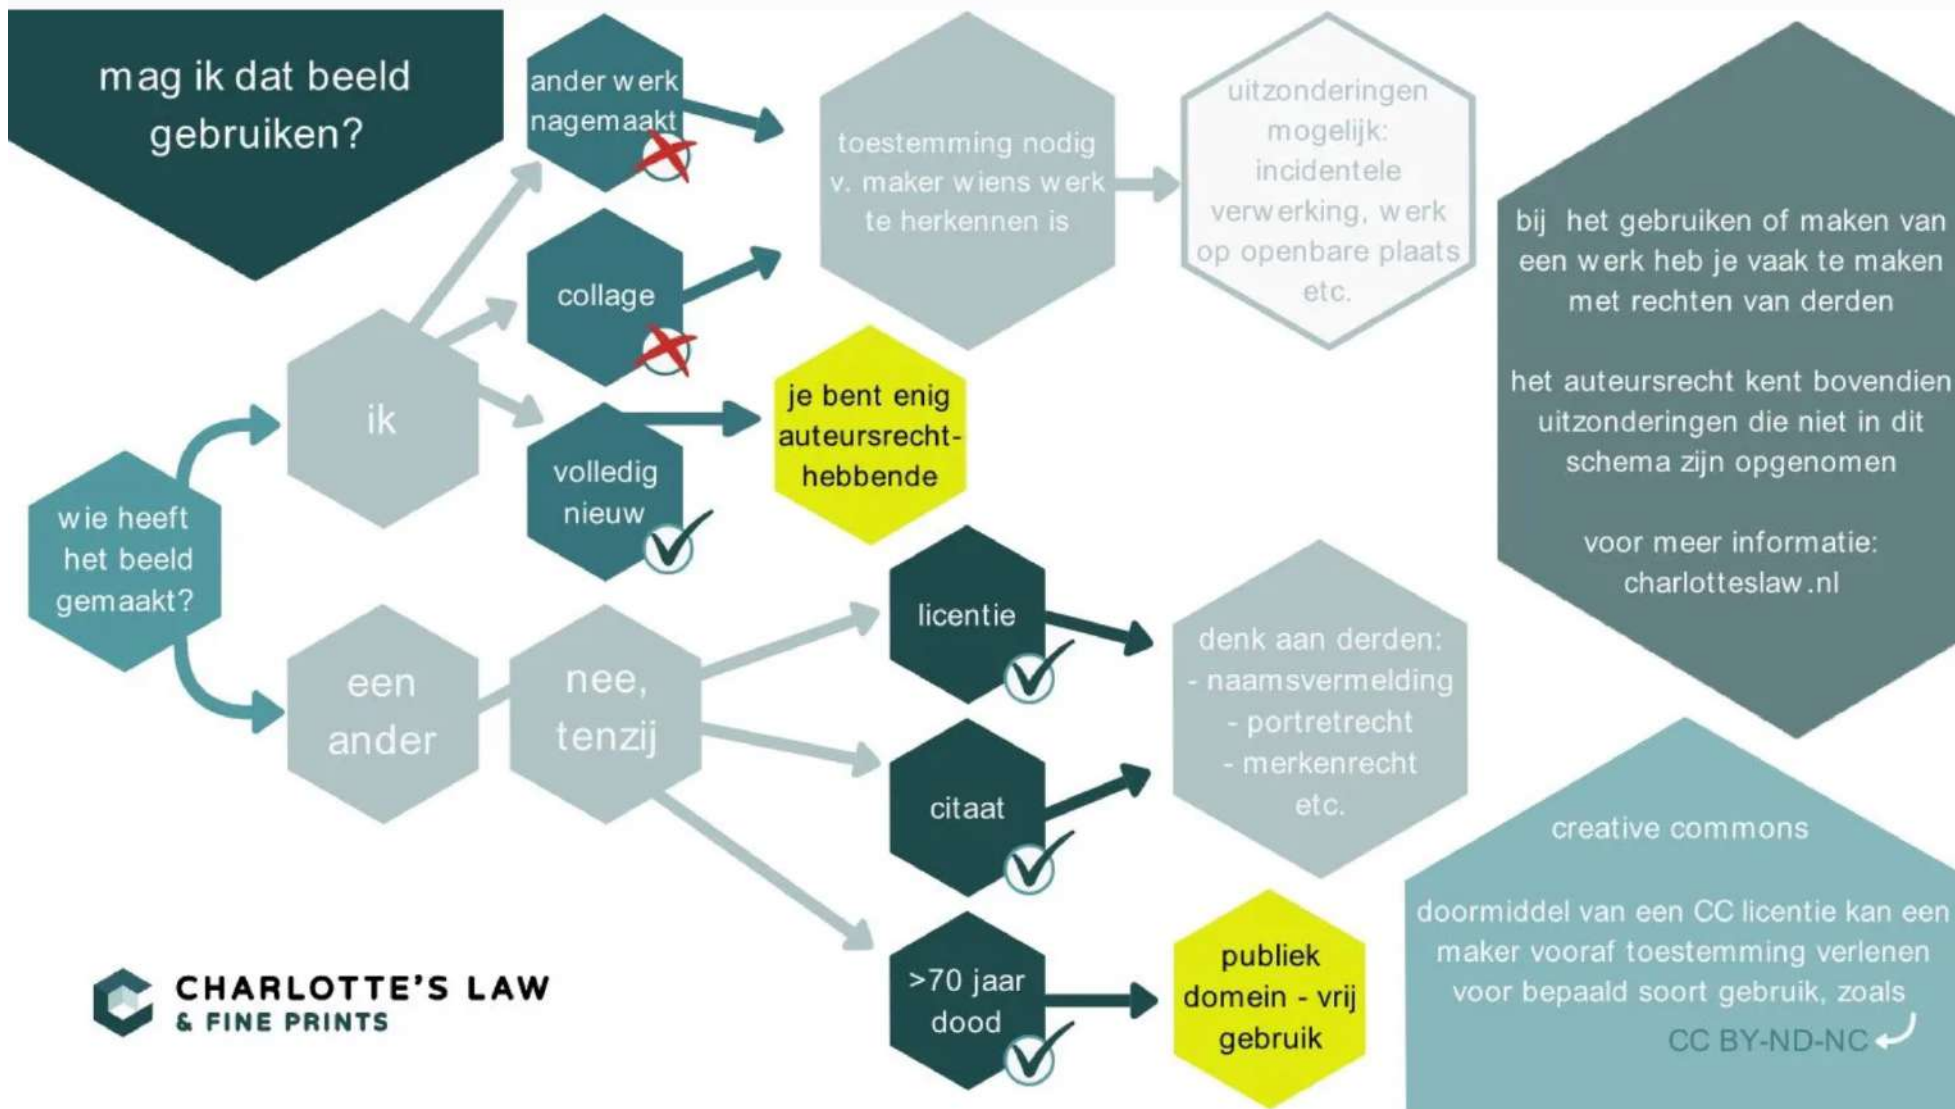 mag ik dat beeld
gebruiken?
wie heeft
het beeld
gemaakt?
ik
ander werk
nagemaakt
collage
volledig
nieuw
toestemming nodig
v. maker wiens werk
te herkennen is
uitzonderingen
mogelijk:
incidentele
verwerking, werk
op openbare plaats
etc.
je bent enig
auteursrecht-
hebbende
een
ander
nee,
tenzij
licentie
citaat
>70 jaar
dood
denk aan derden:
- naamsvermelding
- portretrecht
- merkenrecht
etc.
publiek
domein - vrij
gebruik
bij het gebruiken of maken van
een werk heb je vaak te maken
met rechten van derden
het auteursrecht kent bovendien
uitzonderingen die niet in dit
schema zijn opgenomen
voor meer informatie:
charlotteslaw.nl
creative commons
doormiddel van een CC licentie kan een
maker vooraf toestemming verlenen
voor bepaald soort gebruik, zoals
CC BY-ND-NC
CHARLOTTE'S LAW
& FINE PRINTS